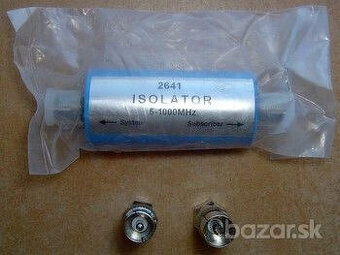 2641
ISOLATOR
5-1000MHz
System Subscriber
bazar.sk